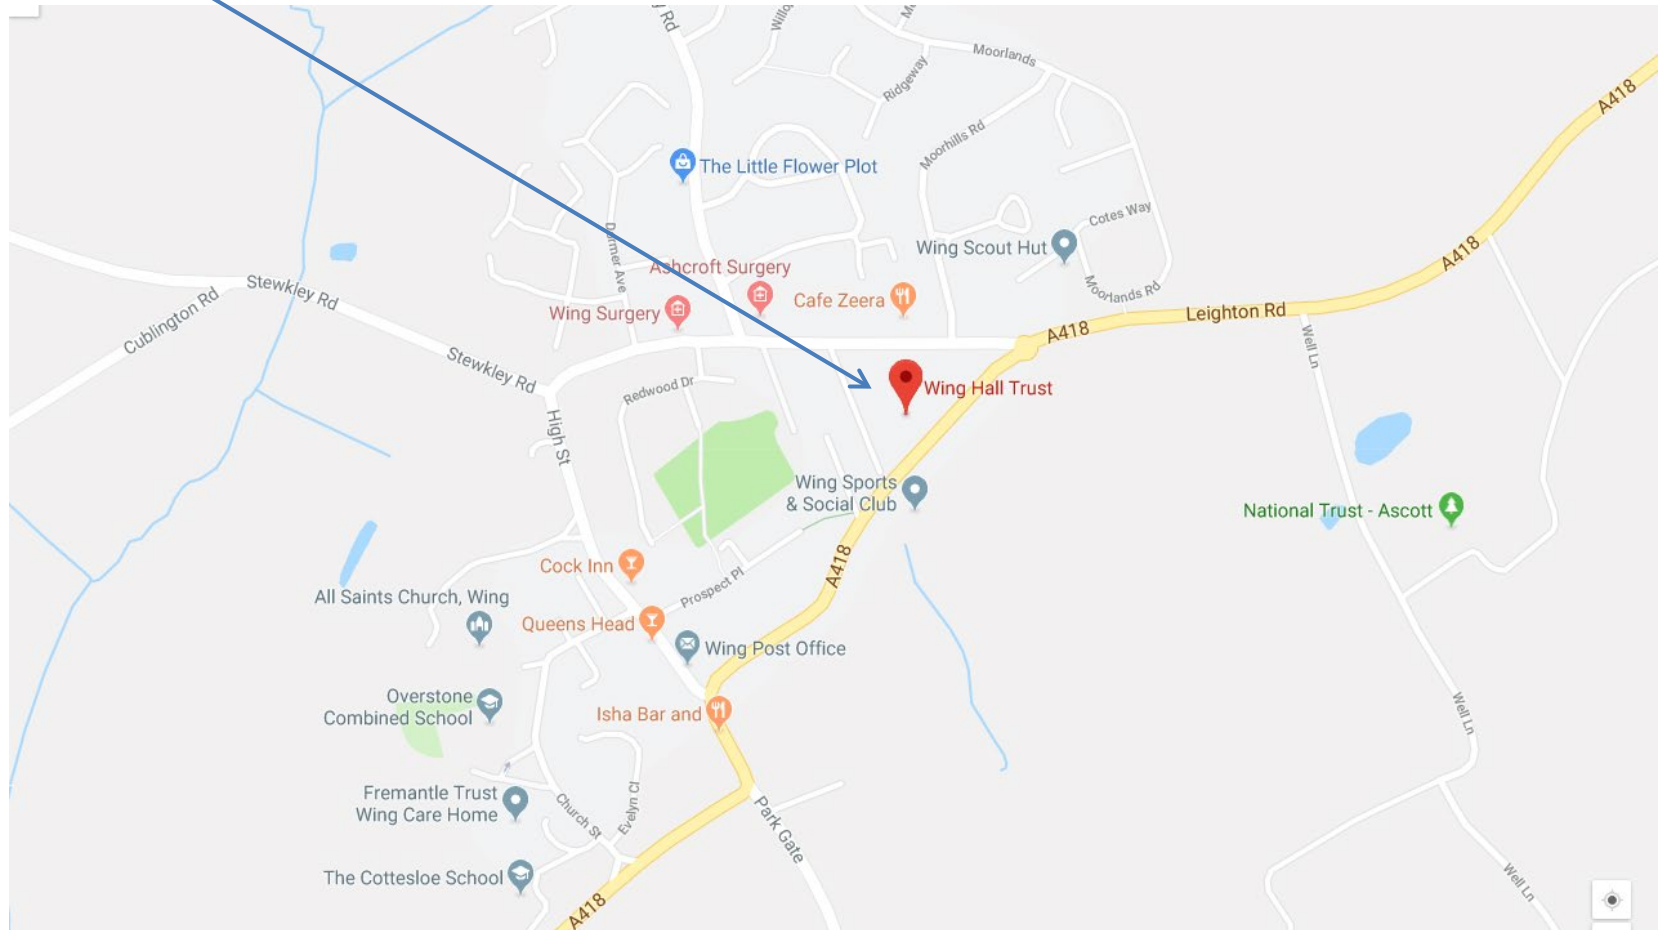 y Rd
Willo
Mo
Moorlands
Ridgeway
A418
Moorhills Rd
The Little Flower Plot
Cotes Way
Dormer Ave
Wing Scout Hut
A418
Ashcroft Surgery
Stewkley Rd
Moorlands Rd
Cafe Zeera
Wing Surgery
Cublington Rd
Leighton Rd
A418
Well Ln
Stewkley Rd
Redwood Dr
Wing Hall Trust
High St
Wing Sports
& Social Club
National Trust - Ascott
A418
Cock Inn
Prospect Pl
All Saints Church, Wing
Queens Head
Wing Post Office
Overstone
Combined School
Isha Bar and
Well Ln
Fremantle Trust
Wing Care Home
Church St
Evelyn Cl
Park Gate
The Cottesloe School
Well Ln
A418